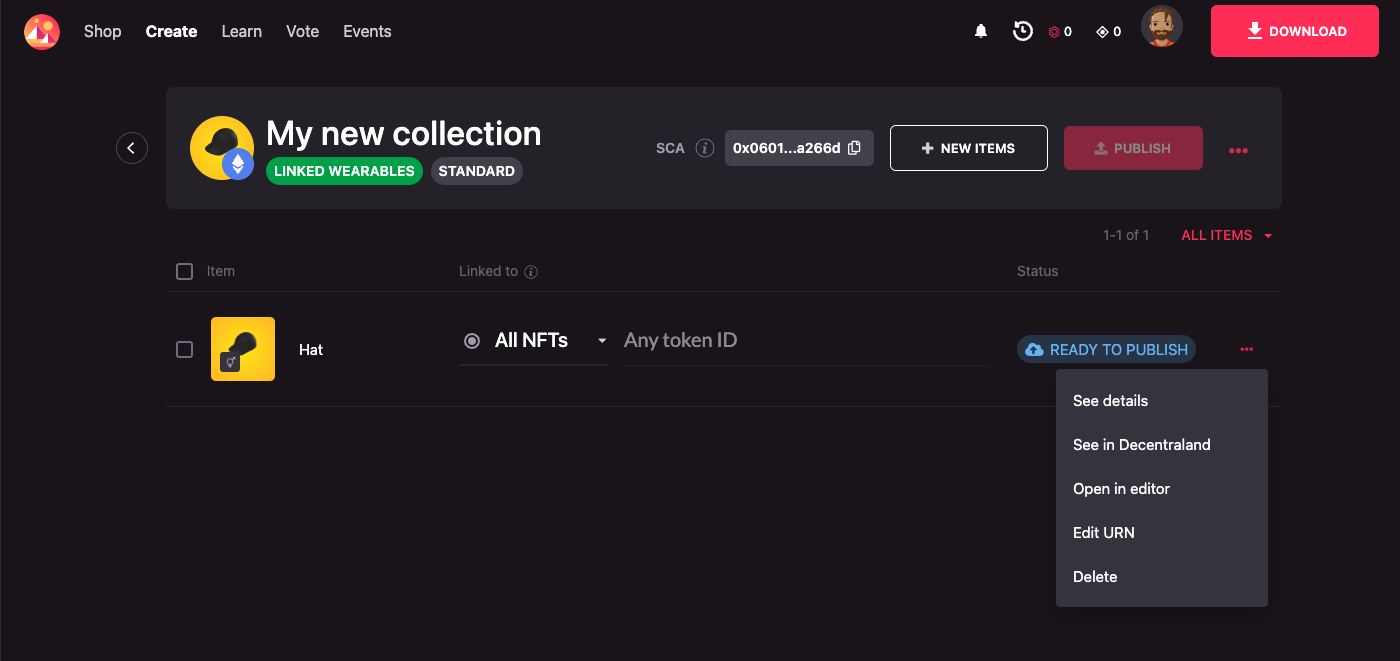 Shop Create Learn Vote Events 0 0 DOWNLOAD
My new collection
SCA 0x0601...a266d NEW ITEMS PUBLISH
LINKED WEARABLES STANDARD
1-1 of 1 ALL ITEMS
Item Linked to Status
Hat All NFTs Any token ID READY TO PUBLISH
See details
See in Decentraland
Open in editor
Edit URN
Delete